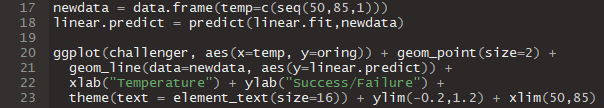 17 newdata = data.frame(temp=c(seq(50,85,1)))
18 linear.predict = predict(linear.fit,newdata)
19
20 ggplot(challenger, aes(x=temp, y=oring)) + geom_point(size=2) +
21   geom_line(data=newdata, aes(y=linear.predict)) +
22   xlab("Temperature") + ylab("Success/Failure") +
23   theme(text = element_text(size=16)) + ylim(-0.2,1.2) + xlim(50,85)